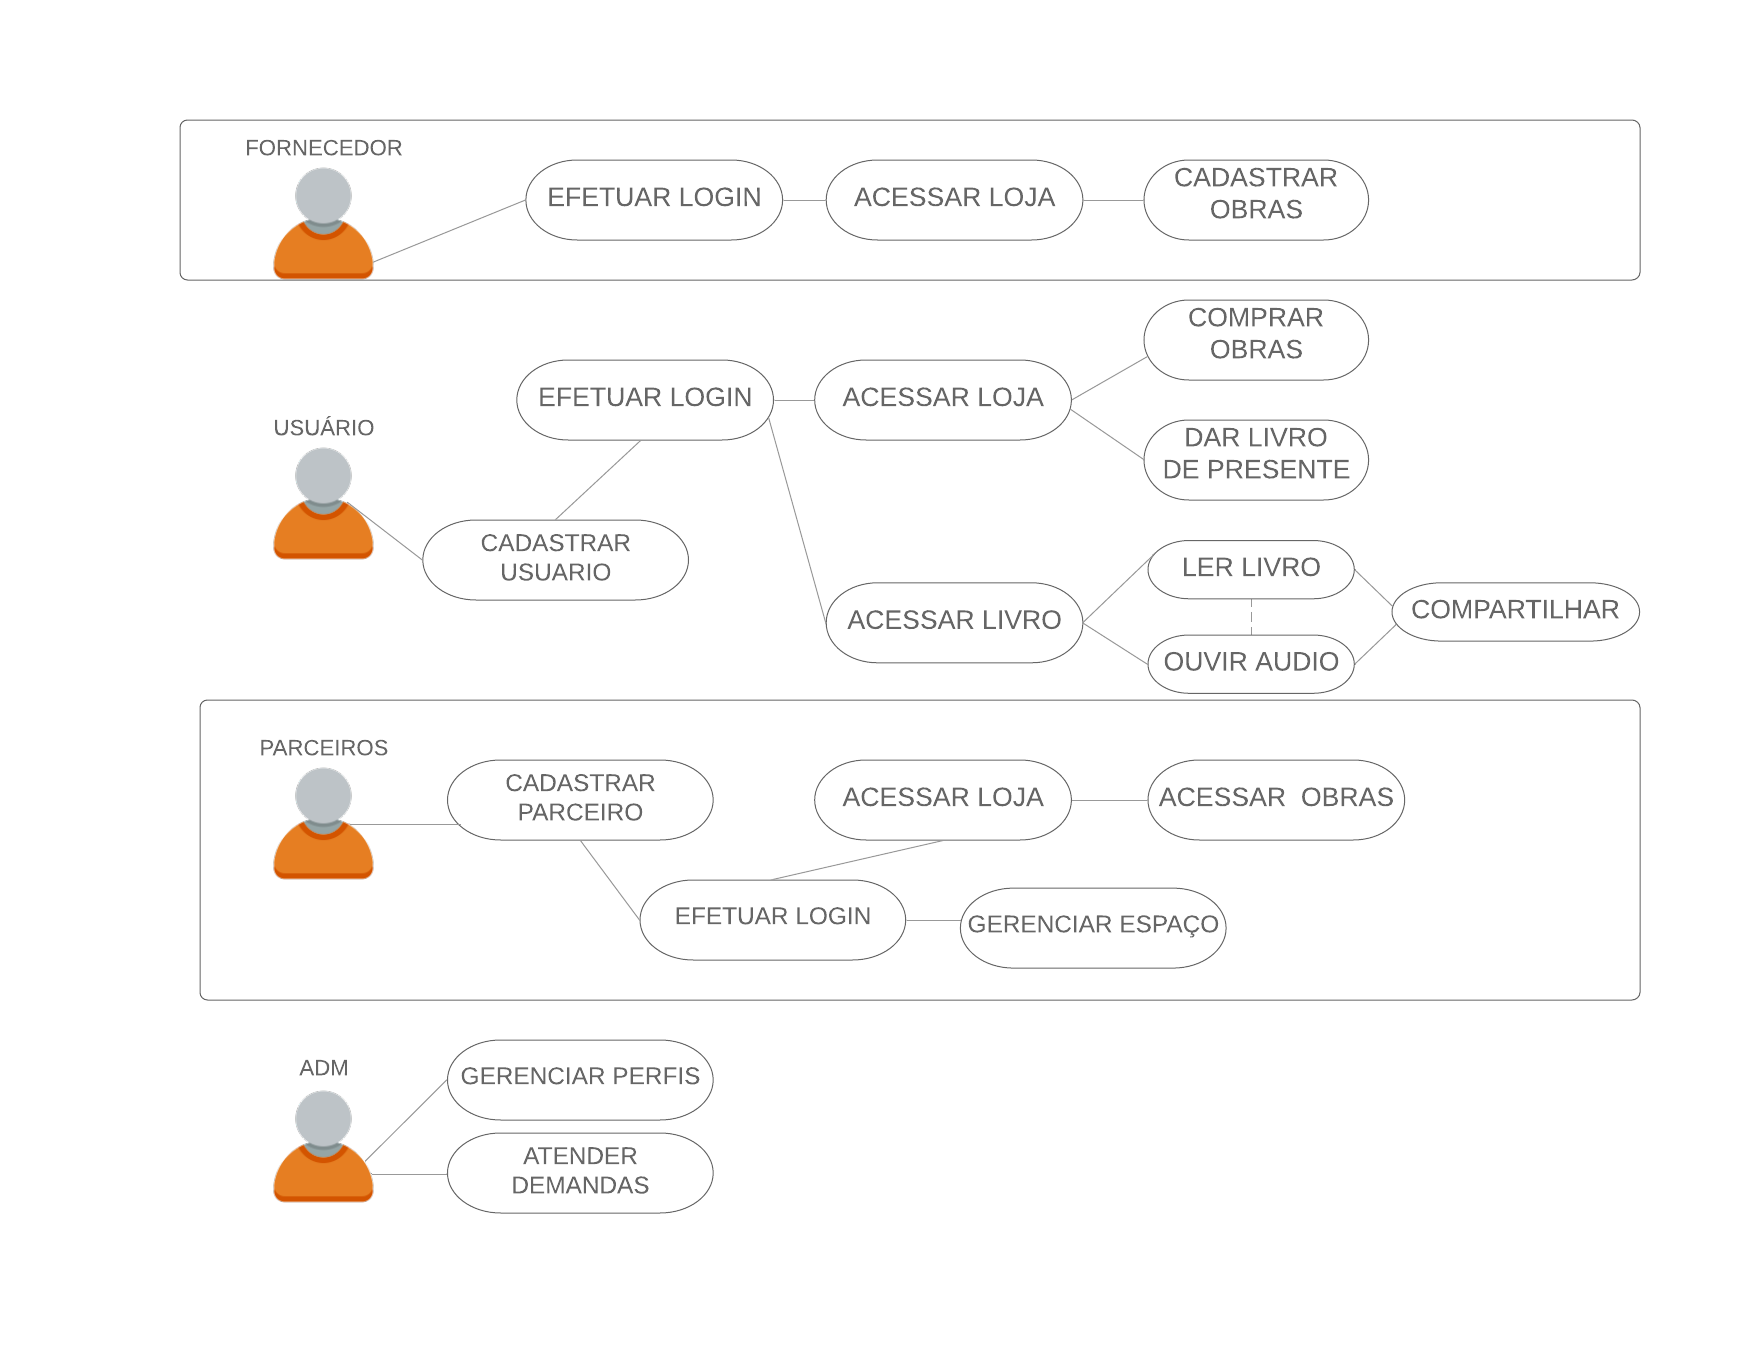 FORNECEDOR
EFETUAR LOGIN
ACESSAR LOJA
CADASTRAR
OBRAS
USUÁRIO
EFETUAR LOGIN
ACESSAR LOJA
COMPRAR
OBRAS
DAR LIVRO
DE PRESENTE
CADASTRAR
USUARIO
ACESSAR LIVRO
LER LIVRO
OUVIR AUDIO
COMPARTILHAR
PARCEIROS
CADASTRAR
PARCEIRO
ACESSAR LOJA
ACESSAR  OBRAS
EFETUAR LOGIN
GERENCIAR ESPAÇO
ADM
GERENCIAR PERFIS
ATENDER
DEMANDAS